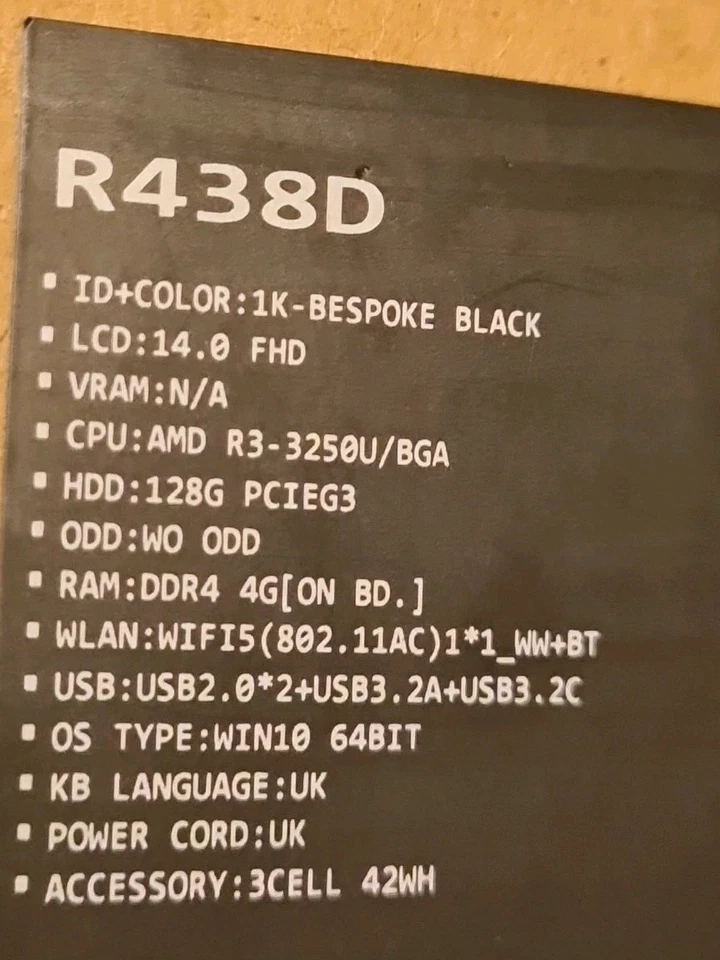 R438D
▪ ID+COLOR:1K-BESPOKE BLACK
▪ LCD:14.0 FHD
▪ VRAM:N/A
▪ CPU:AMD R3-3250U/BGA
▪ HDD:128G PCIEG3
▪ ODD:WO ODD
▪ RAM:DDR4 4G[ON BD.]
▪ WLAN:WIFI5(802.11AC)1*1_WW+BT
▪ USB:USB2.0*2+USB3.2A+USB3.2C
▪ OS TYPE:WIN10 64BIT
▪ KB LANGUAGE:UK
▪ POWER CORD:UK
▪ ACCESSORY:3CELL 42WH